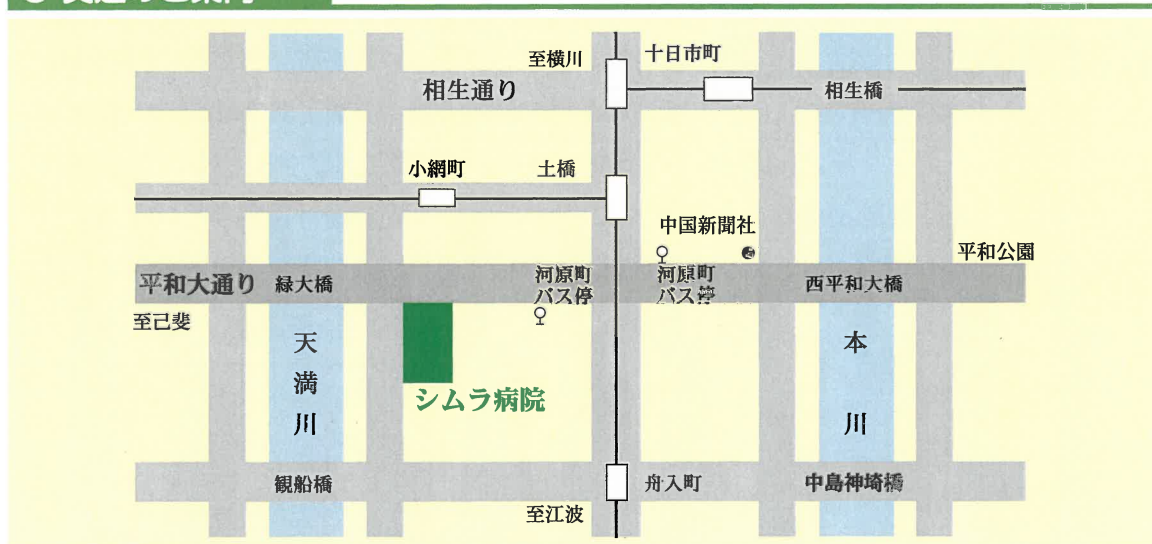 至横川
十日市町
相生通り
相生橋
小網町
土橋
中国新聞社
平和公園
平和大通り
緑大橋
河原町
バス停
河原町
バス停
西平和大橋
至己斐
天満川
本川
シムラ病院
観船橋
舟入町
中島神埼橋
至江波